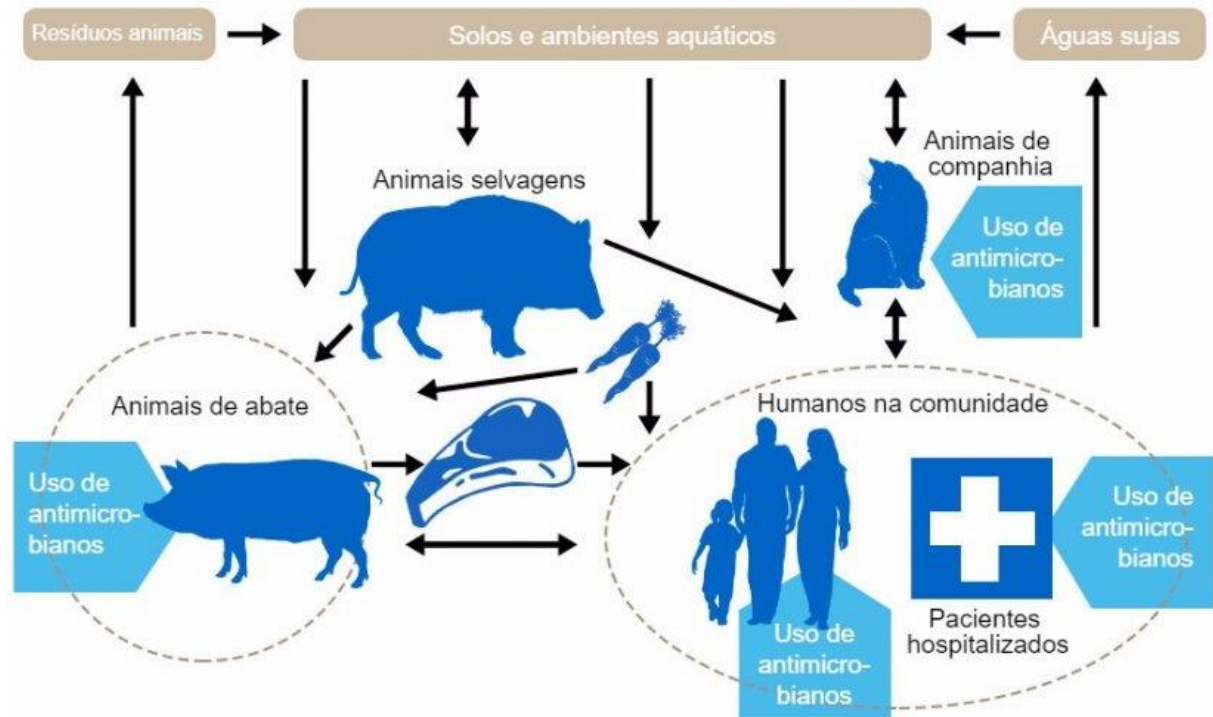 Resíduos animais
Solos e ambientes aquáticos
Águas sujas
Animais selvagens
Animais de
companhia
Uso de
antimicro-
bianos
Animais de abate
Uso de
antimicro-
bianos
Humanos na comunidade
Uso de
antimicro-
bianos
Pacientes
hospitalizados
Uso de
antimicro-
bianos